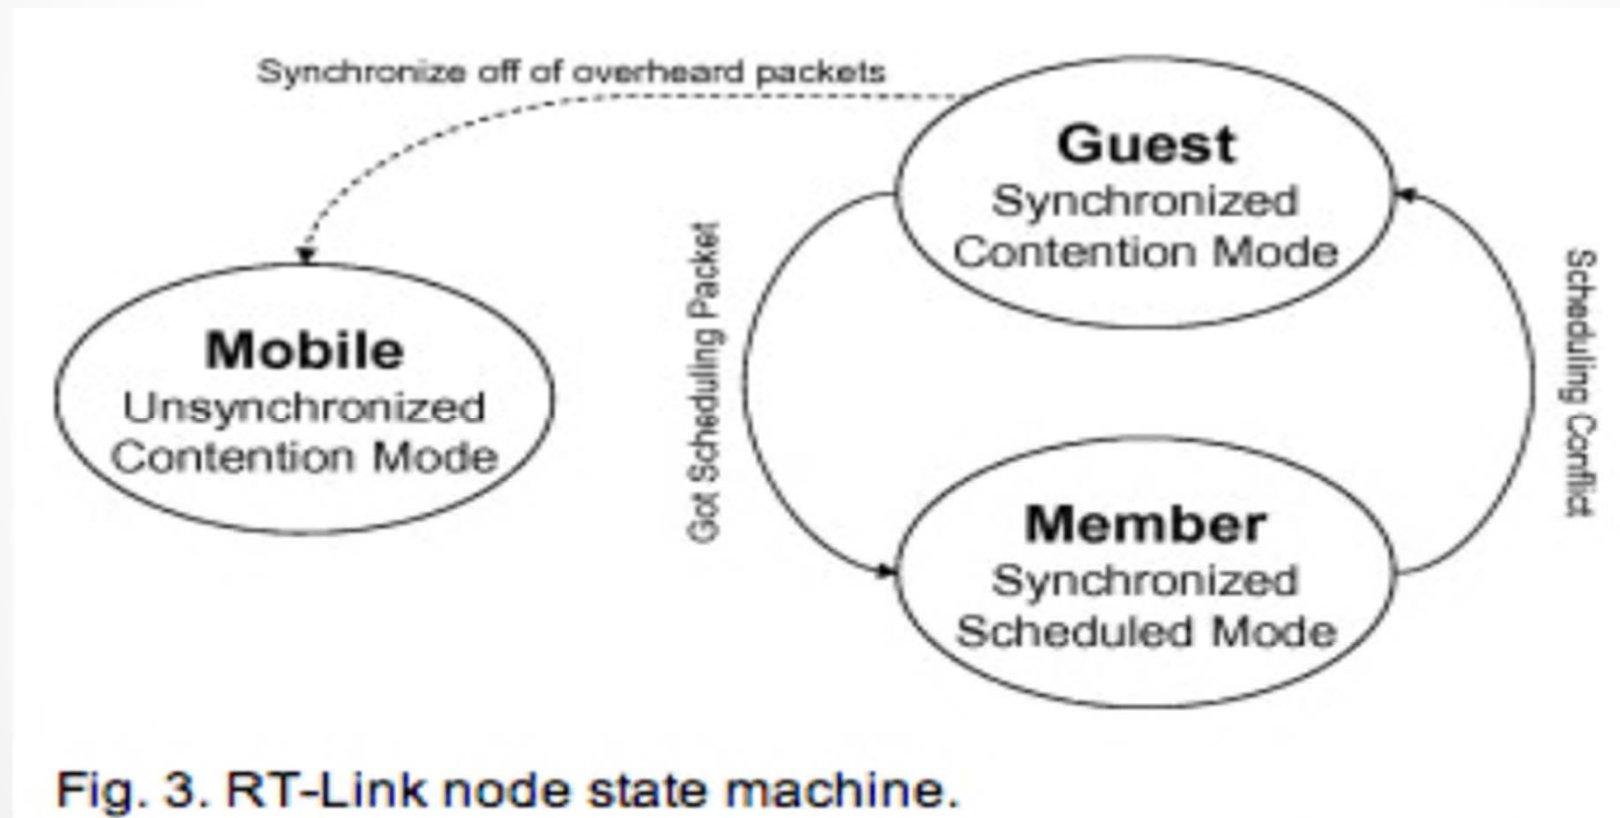 Synchronize off of overheard packets
Guest
Synchronized
Contention Mode
Got Scheduling Packet
Scheduling Conflict
Mobile
Unsynchronized
Contention Mode
Member
Synchronized
Scheduled Mode
Fig. 3. RT-Link node state machine.